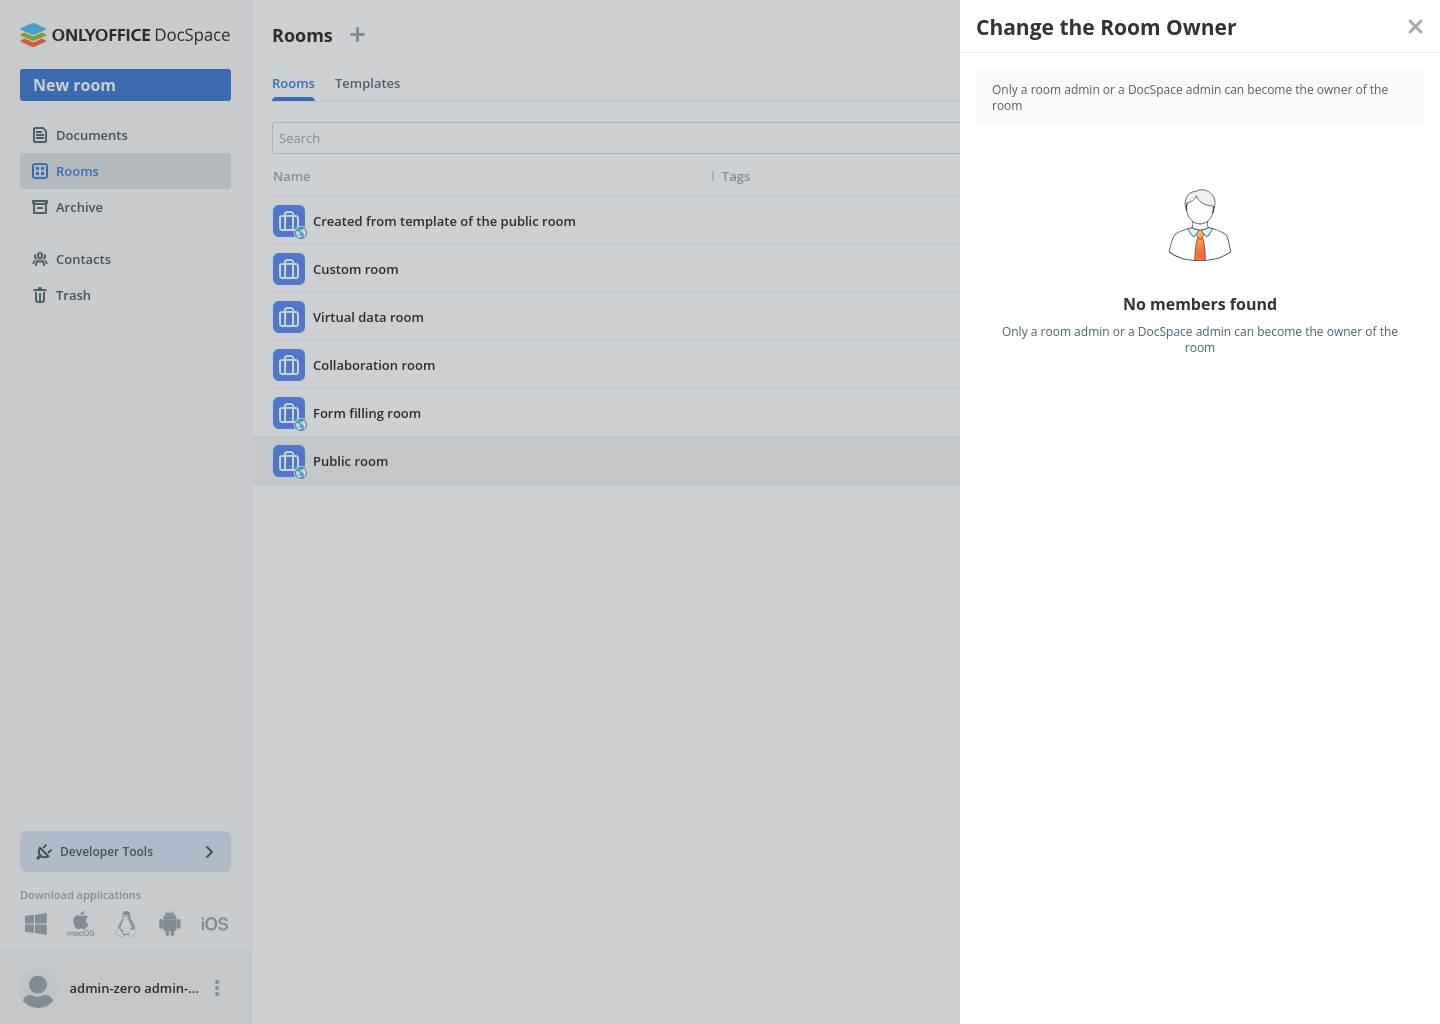 ONLYOFFICE DocSpace
New room
Documents
Rooms
Archive
Contacts
Trash
Developer Tools
Download applications
macOS
iOS
admin-zero admin-...
Rooms
Rooms
Templates
Search
Name
Tags
Created from template of the public room
Custom room
Virtual data room
Collaboration room
Form filling room
Public room
Change the Room Owner
Only a room admin or a DocSpace admin can become the owner of the
room
No members found
Only a room admin or a DocSpace admin can become the owner of the
room